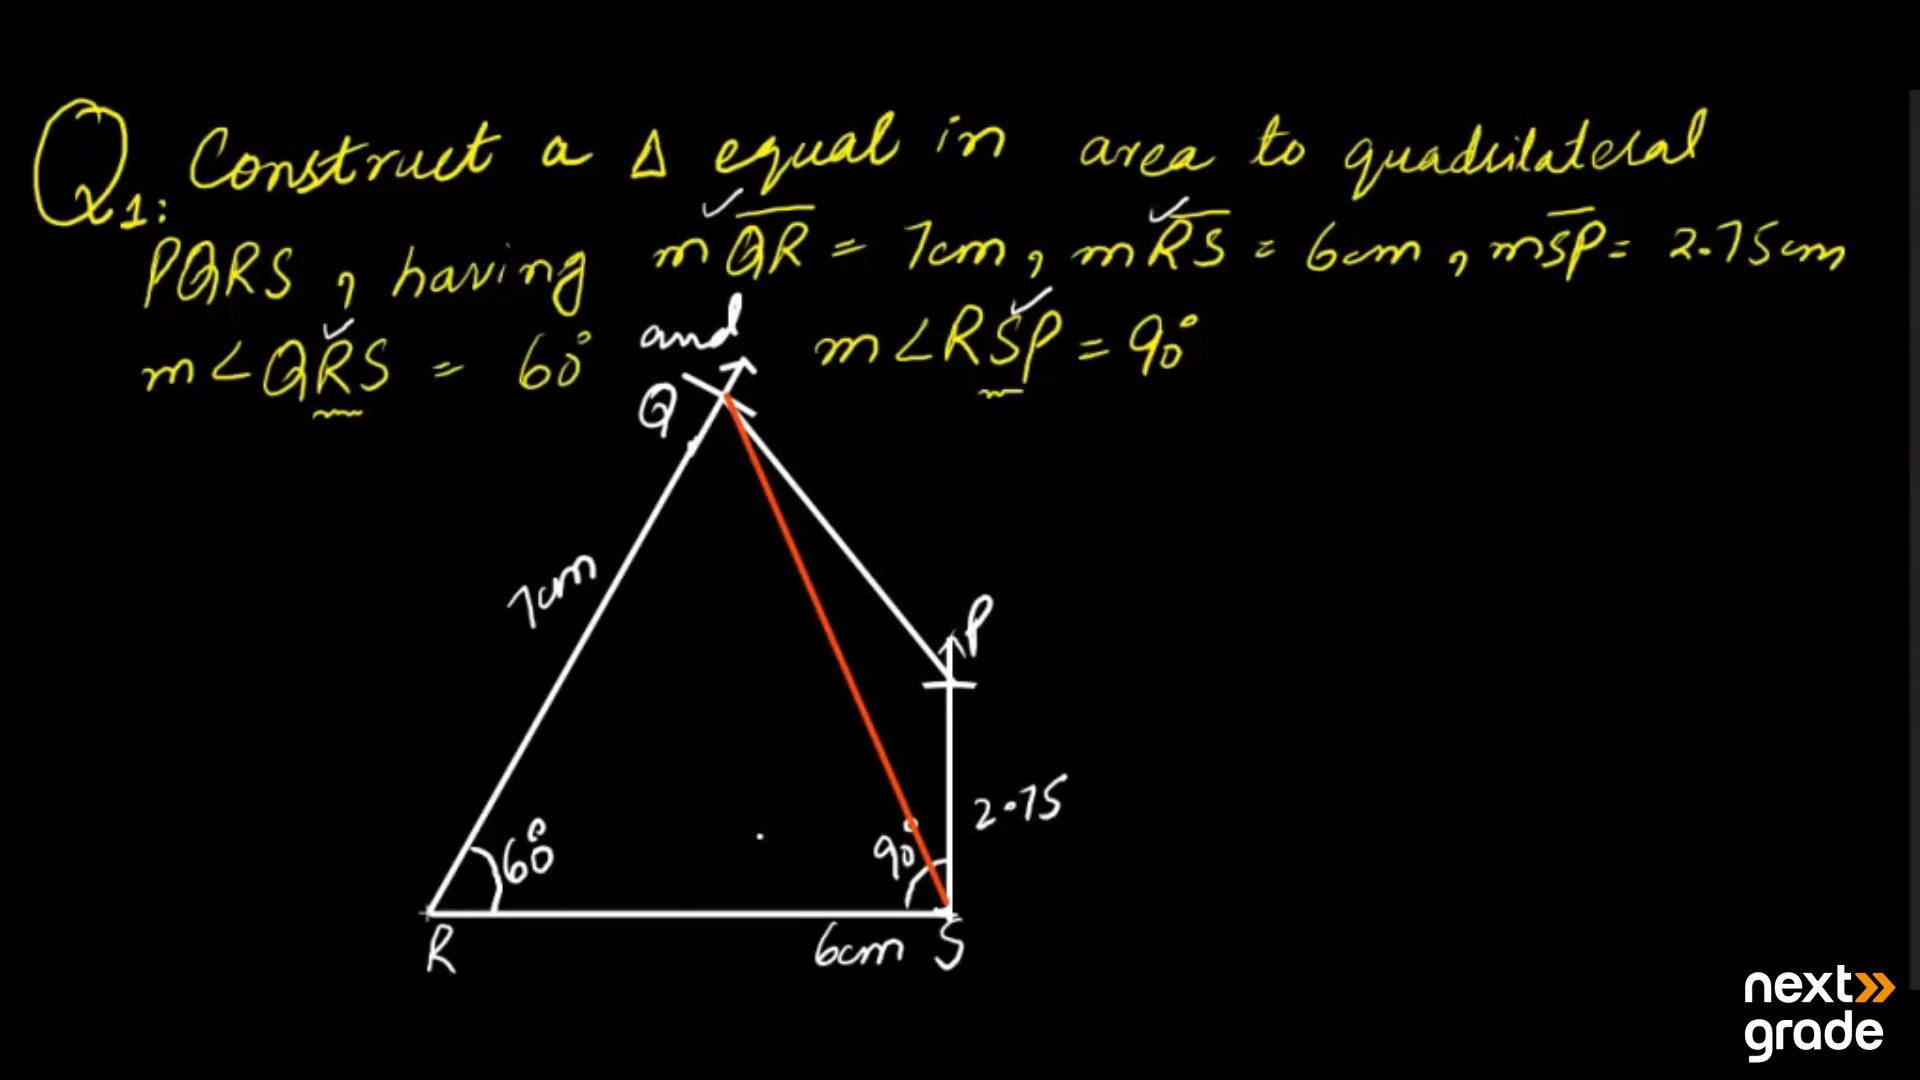 Q1: Construct a Δ equal in area to quadrilateral
PQRS, having mQR = 7cm, mRS = 6cm, mSP = 2.75cm
m∠QRS = 60° and m∠RSP = 90°
Q
7cm
P
2.75
60°
90°
R
6cm
S
next
grade